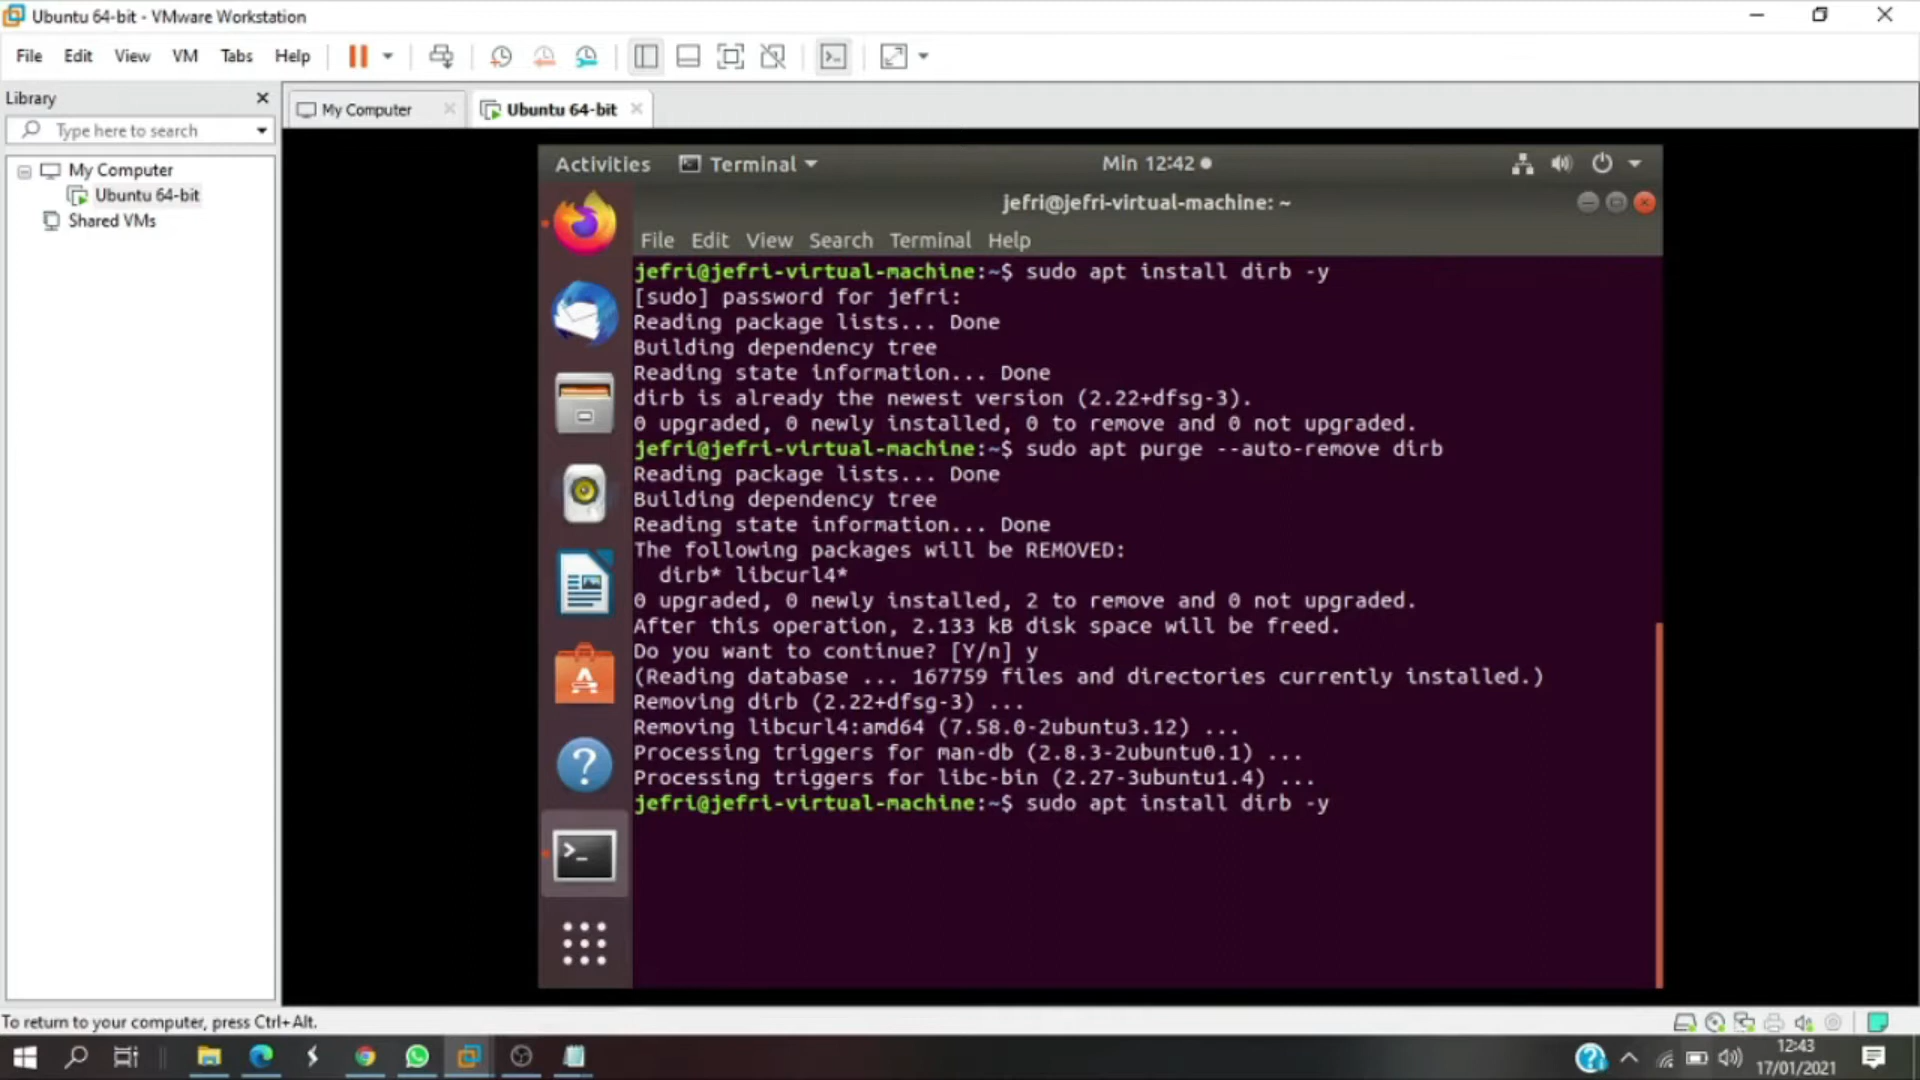 Ubuntu 64-bit - VMware Workstation
File Edit View VM Tabs Help
Library
Type here to search
My Computer
Ubuntu 64-bit
Shared VMs
My Computer
Ubuntu 64-bit
Activities Terminal Min 12:42
jefri@jefri-virtual-machine: ~
File Edit View Search Terminal Help
jefri@jefri-virtual-machine:~$ sudo apt install dirb -y
[sudo] password for jefri:
Reading package lists... Done
Building dependency tree
Reading state information... Done
dirb is already the newest version (2.22+dfsg-3).
0 upgraded, 0 newly installed, 0 to remove and 0 not upgraded.
jefri@jefri-virtual-machine:~$ sudo apt purge --auto-remove dirb
Reading package lists... Done
Building dependency tree
Reading state information... Done
The following packages will be REMOVED:
dirb* libcurl4*
0 upgraded, 0 newly installed, 2 to remove and 0 not upgraded.
After this operation, 2.133 kB disk space will be freed.
Do you want to continue? [Y/n] y
(Reading database ... 167759 files and directories currently installed.)
Removing dirb (2.22+dfsg-3) ...
Removing libcurl4:amd64 (7.58.0-2ubuntu3.12) ...
Processing triggers for man-db (2.8.3-2ubuntu0.1) ...
Processing triggers for libc-bin (2.27-3ubuntu1.4) ...
jefri@jefri-virtual-machine:~$ sudo apt install dirb -y
To return to your computer, press Ctrl+Alt.
12:43
17/01/2021